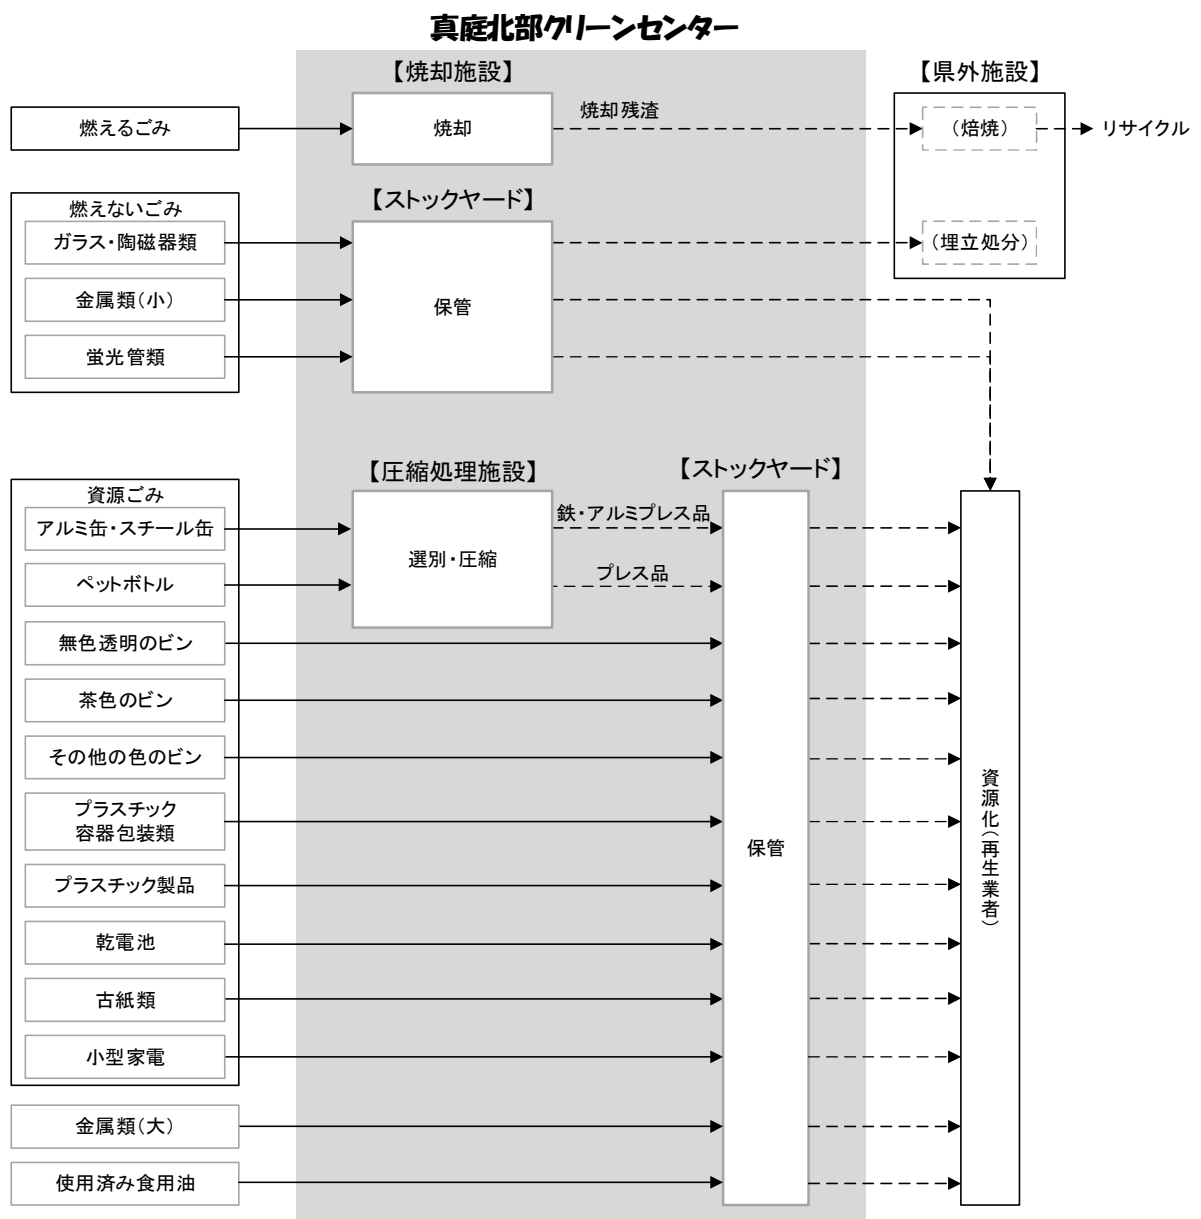 真庭北部クリーンセンター
【焼却施設】
【県外施設】
燃えるごみ
焼却
焼却残渣
(焙焼)
リサイクル
燃えないごみ
【ストックヤード】
ガラス・陶磁器類
(埋立処分)
金属類(小)
保管
蛍光管類
【圧縮処理施設】
【ストックヤード】
資源ごみ
アルミ缶・スチール缶
選別・圧縮
鉄・アルミプレス品
ペットボトル
プレス品
無色透明のビン
茶色のビン
その他の色のビン
プラスチック
容器包装類
プラスチック製品
乾電池
古紙類
小型家電
金属類(大)
使用済み食用油
保管
資源化(再生業者)